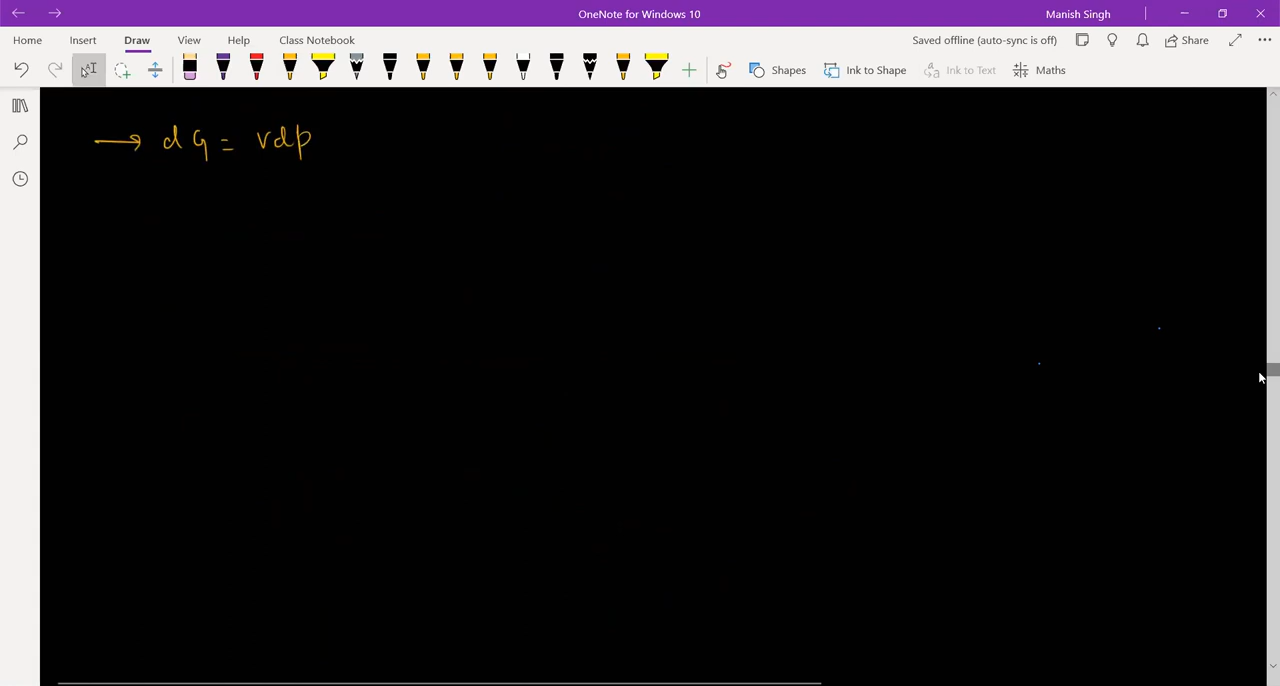 OneNote for Windows 10
Manish Singh
Home Insert Draw View Help Class Notebook
Saved offline (auto-sync is off) Share
Shapes Ink to Shape Ink to Text Maths
→ dG = vdp